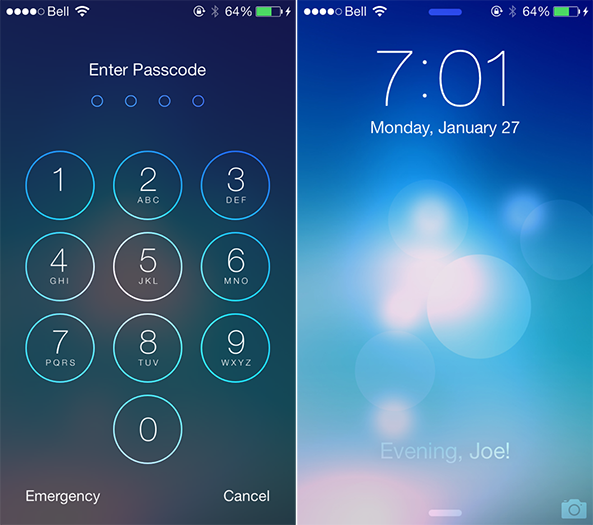 Bell 64%
Enter Passcode
1 2 3
ABC DEF
4 5 6
GHI JKL MNO
7 8 9
PQRS TUV WXYZ
0
Emergency Cancel
Bell 64%
7:01
Monday, January 27
Evening, Joe!